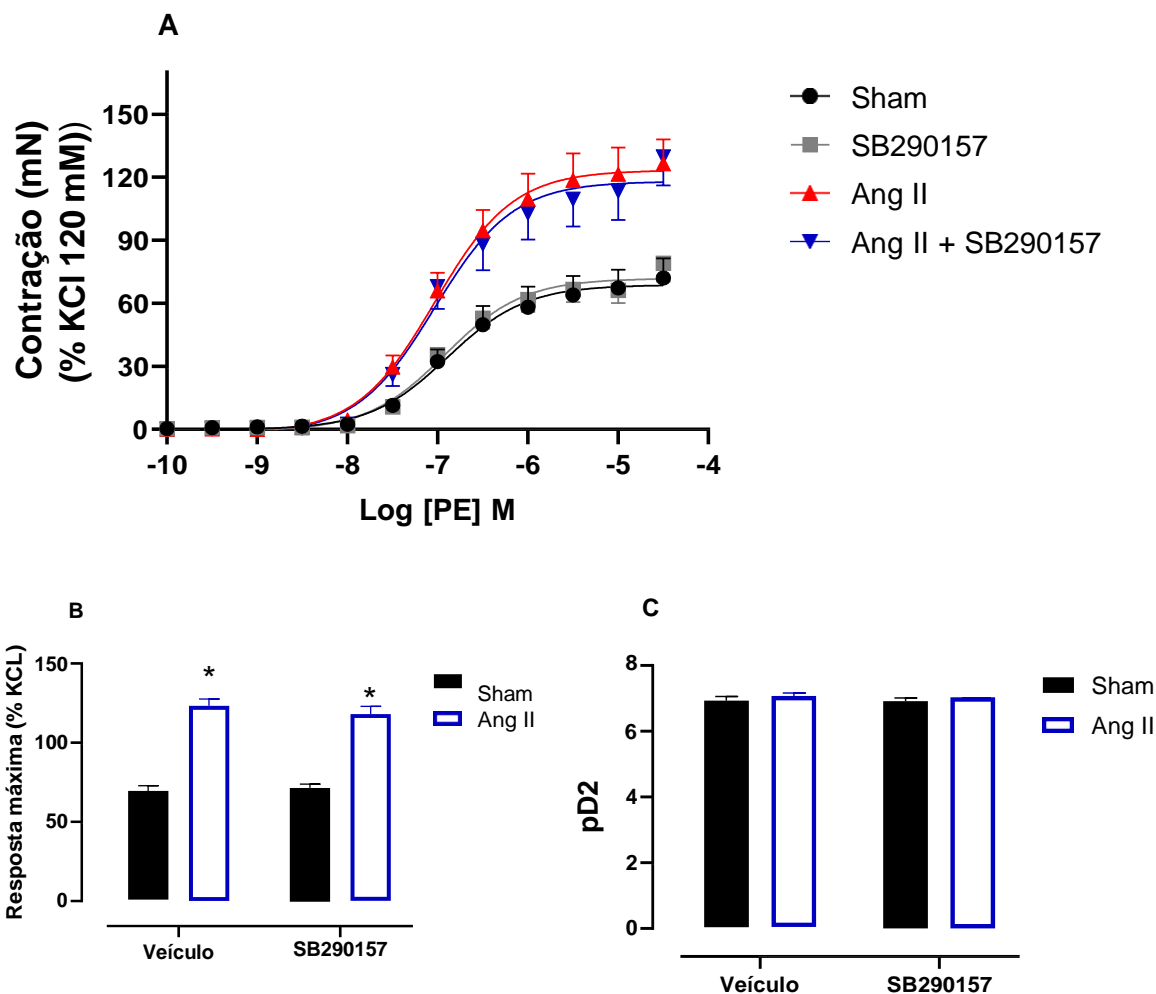 A
Contração (mN)
(% KCl 120 mM))
150
120
90
60
30
0
-10
-9
-8
-7
-6
-5
-4
Log [PE] M
Sham
SB290157
Ang II
Ang II + SB290157
B
Resposta máxima (% KCL)
150
100
50
0
*
*
Veículo
SB290157
Sham
Ang II
C
pD2
8
6
4
2
0
Veículo
SB290157
Sham
Ang II